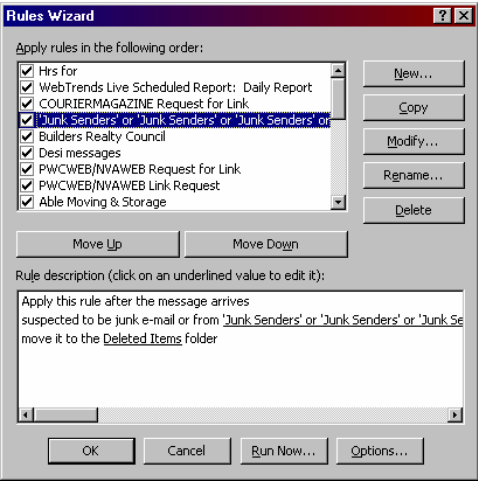 Rules Wizard
Apply rules in the following order:
Hrs for
WebTrends Live Scheduled Report: Daily Report
COURIERMAGAZINE Request for Link
'Junk Senders' or 'Junk Senders' or 'Junk Senders' or
Builders Realty Council
Desi messages
PWCWEB/NVAWEB Request for Link
PWCWEB/NVAWEB Link Request
Able Moving & Storage
New...
Copy
Modify...
Rename...
Delete
Move Up Move Down
Rule description (click on an underlined value to edit it):
Apply this rule after the message arrives
suspected to be junk e-mail or from 'Junk Senders' or 'Junk Senders' or 'Junk Se
move it to the Deleted Items folder
OK Cancel Run Now... Options...